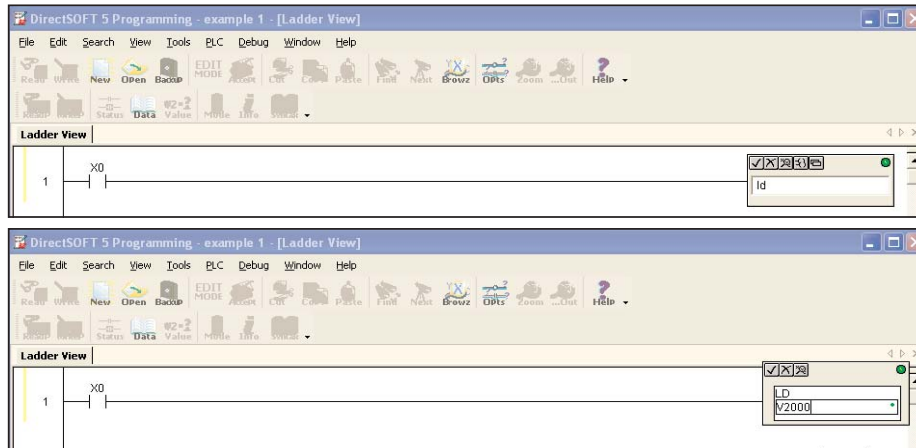 DirectSOFT 5 Programming - example 1 - [Ladder View]
File Edit Search View Tools PLC Debug Window Help
Read Write New Open Backup EDIT MODE Accept Cut Copy Paste Find Next Browz Opts Zoom ...Out Help
Status Data Value Mode Info
Ladder View
X0
1
ld
DirectSOFT 5 Programming - example 1 - [Ladder View]
File Edit Search View Tools PLC Debug Window Help
Read Write New Open Backup EDIT MODE Accept Cut Copy Paste Find Next Browz Opts Zoom ...Out Help
Status Data Value Mode Info
Ladder View
X0
1
LD
V2000